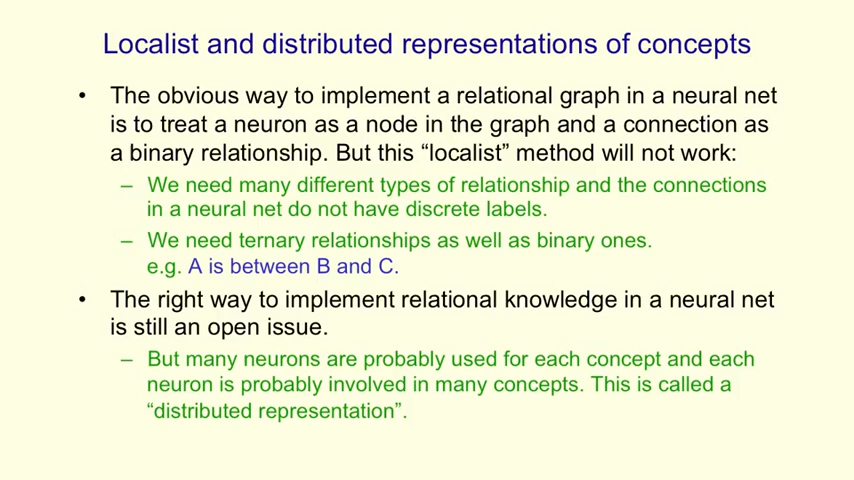 Localist and distributed representations of concepts
• The obvious way to implement a relational graph in a neural net
is to treat a neuron as a node in the graph and a connection as
a binary relationship. But this “localist” method will not work:
– We need many different types of relationship and the connections
in a neural net do not have discrete labels.
– We need ternary relationships as well as binary ones.
e.g. A is between B and C.
• The right way to implement relational knowledge in a neural net
is still an open issue.
– But many neurons are probably used for each concept and each
neuron is probably involved in many concepts. This is called a
“distributed representation”.